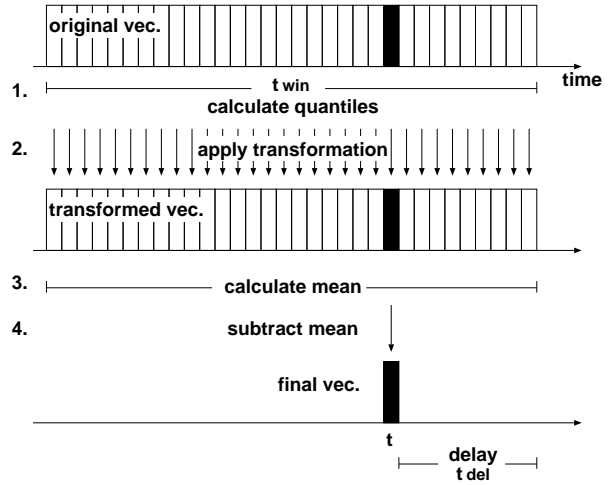 original vec.
time
1.
t win
calculate quantiles
2.
apply transformation
transformed vec.
3.
calculate mean
4.
subtract mean
final vec.
t
delay
t del